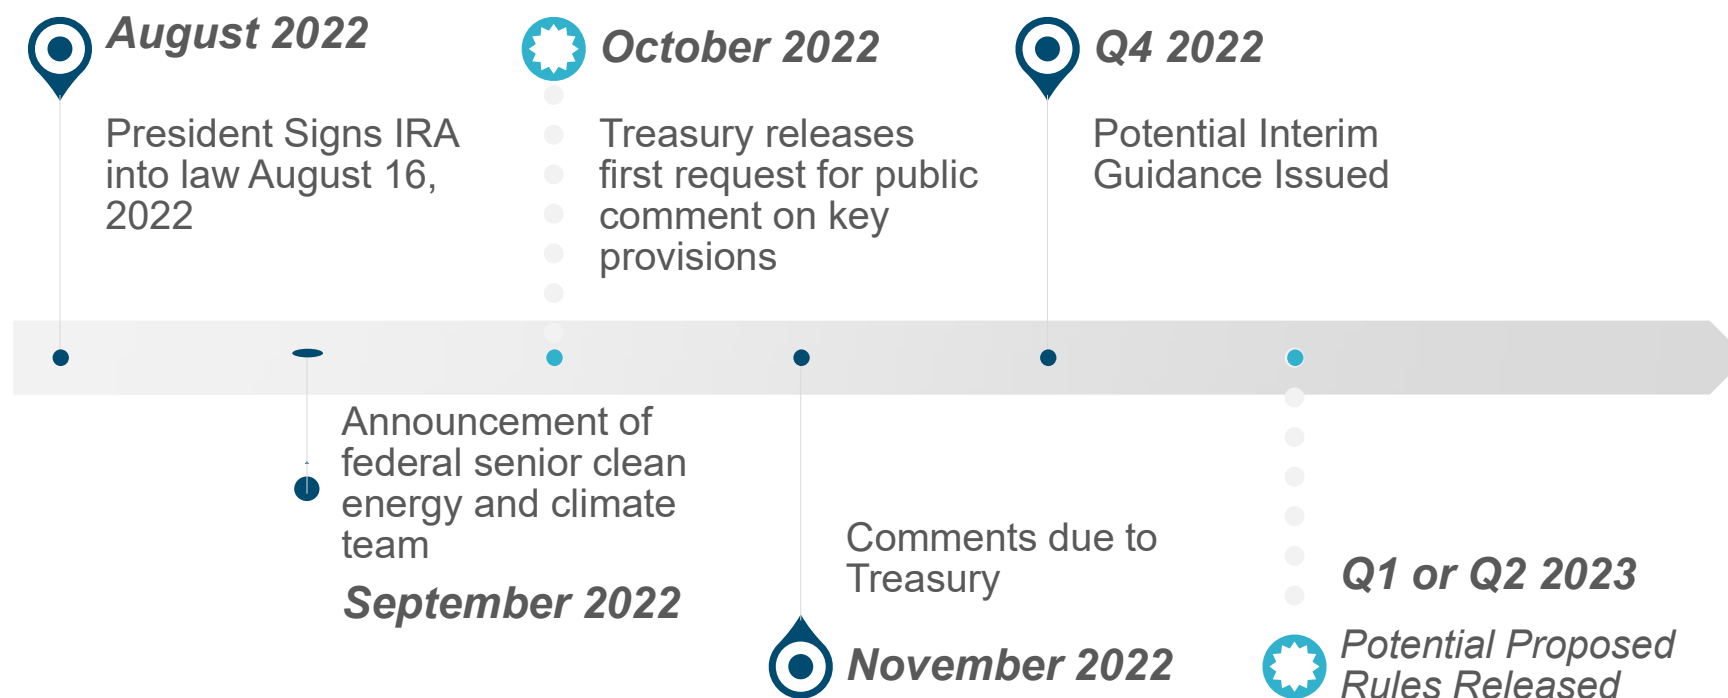 August 2022
President Signs IRA
into law August 16,
2022
October 2022
Treasury releases
first request for public
comment on key
provisions
Q4 2022
Potential Interim
Guidance Issued
Announcement of
federal senior clean
energy and climate
team
September 2022
Comments due to
Treasury
November 2022
Q1 or Q2 2023
Potential Proposed
Rules Released